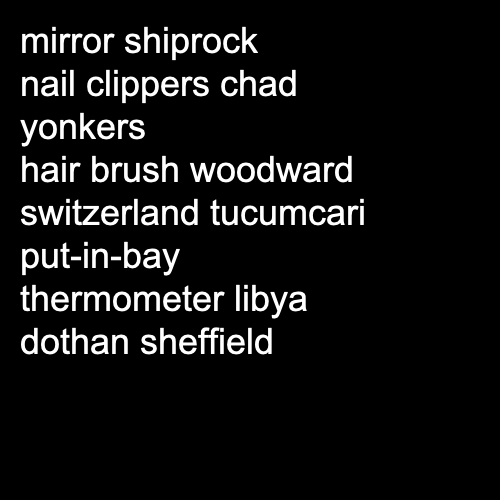 mirror shiprock
nail clippers chad
yonkers
hair brush woodward
switzerland tucumcari
put-in-bay
thermometer libya
dothan sheffield